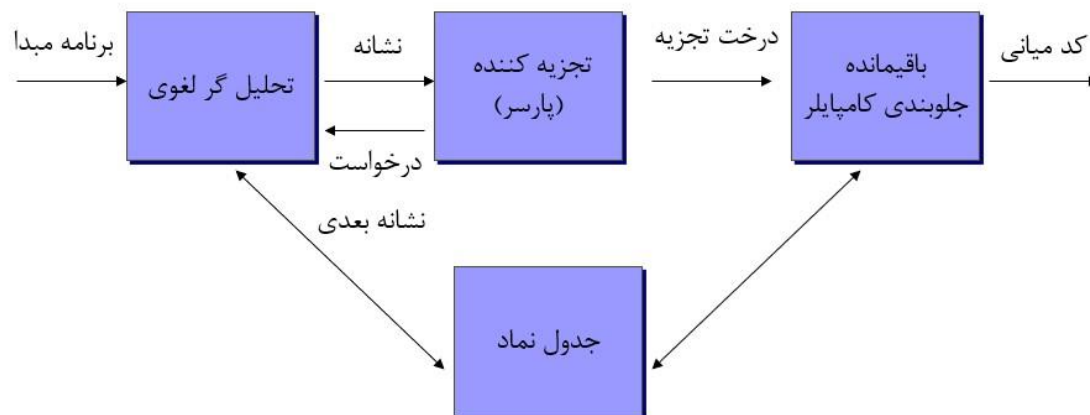 برنامه مبدا
تحلیل گر لغوی
نشانه
تجزیه کننده
(پارسر)
درخت تجزیه
باقیمانده
جلوبندی کامپایلر
کد میانی
درخواست
نشانه بعدی
جدول نماد